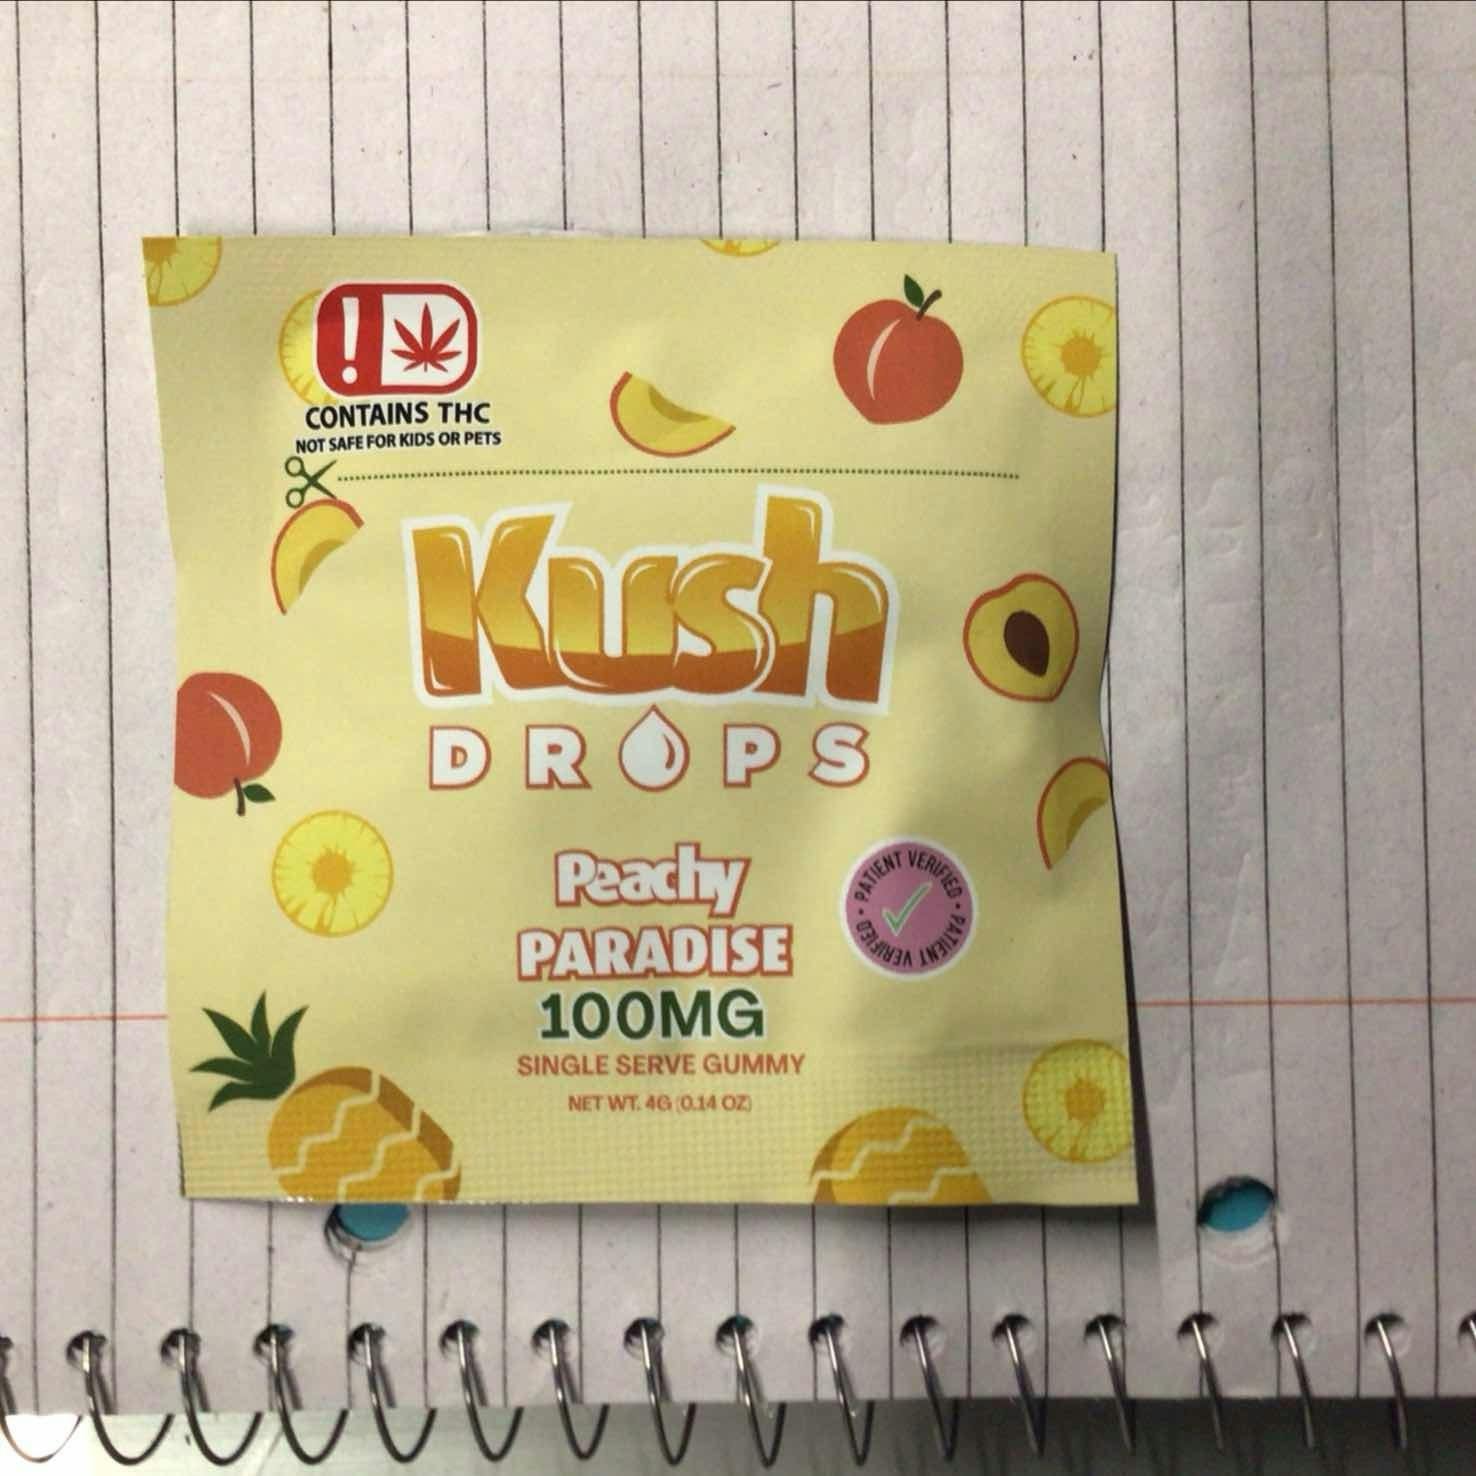 !
CONTAINS THC
NOT SAFE FOR KIDS OR PETS
Kush
DROPS
Peachy
PARADISE
100MG
SINGLE SERVE GUMMY
NET WT. 4G (0.14 OZ)
PATIENT VERIFIED • PATIENT VERIFIED •